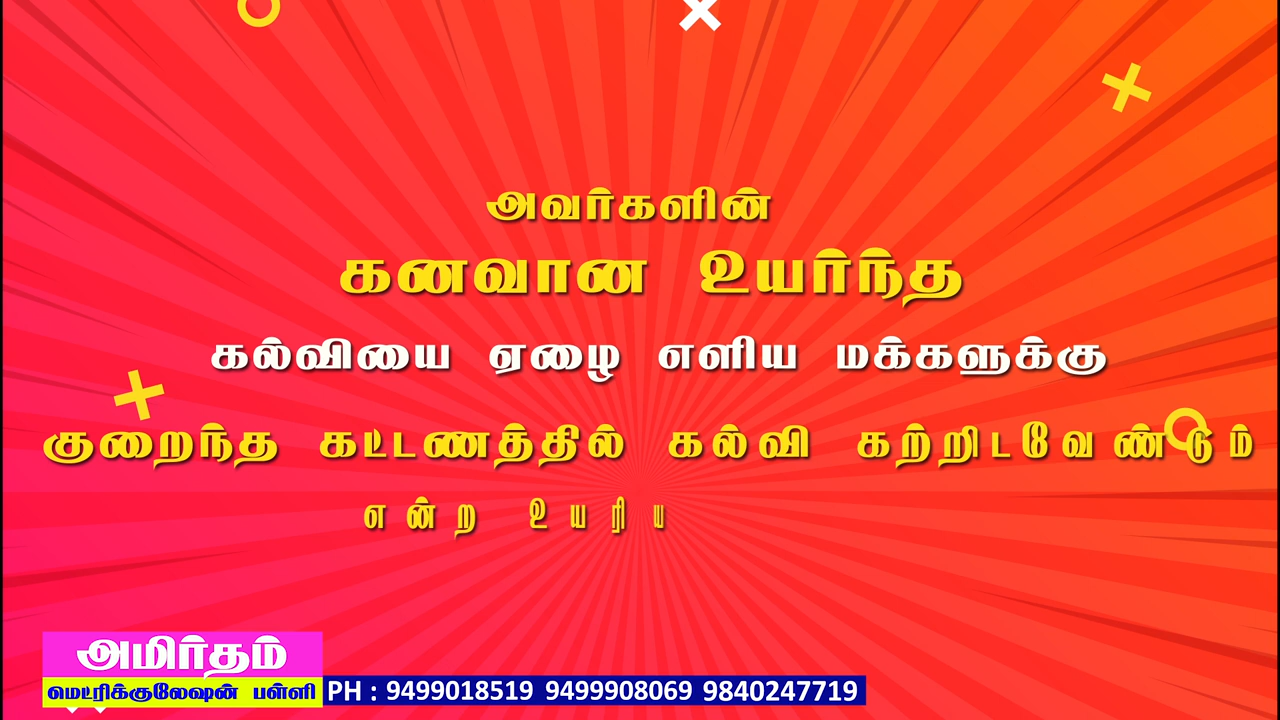 அவர்களின்
கனவான உயர்ந்த
கல்வியை ஏழை எளிய மக்களுக்கு
குறைந்த கட்டணத்தில் கல்வி கற்றிடவேண்டும்
என்ற உயரிய
அமிர்தம்
மெட்ரிக்குலேஷன் பள்ளி
PH : 9499018519 9499908069 9840247719